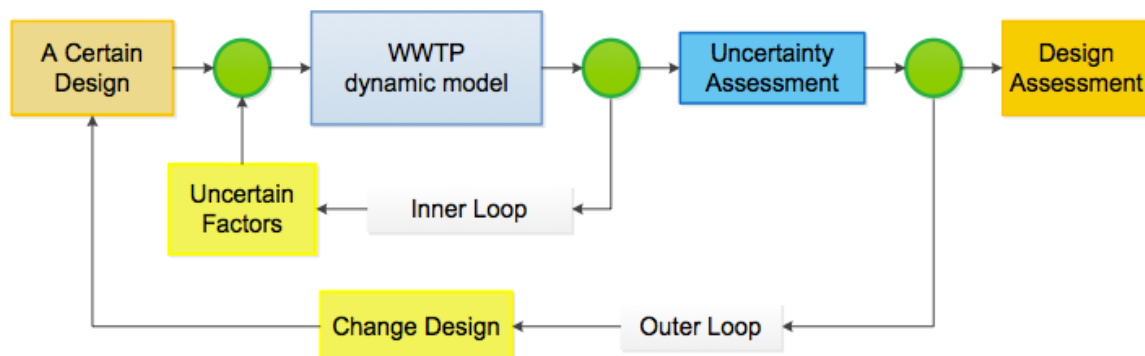 A Certain
Design
WWTP
dynamic model
Uncertainty
Assessment
Design
Assessment
Uncertain
Factors
Inner Loop
Change Design
Outer Loop